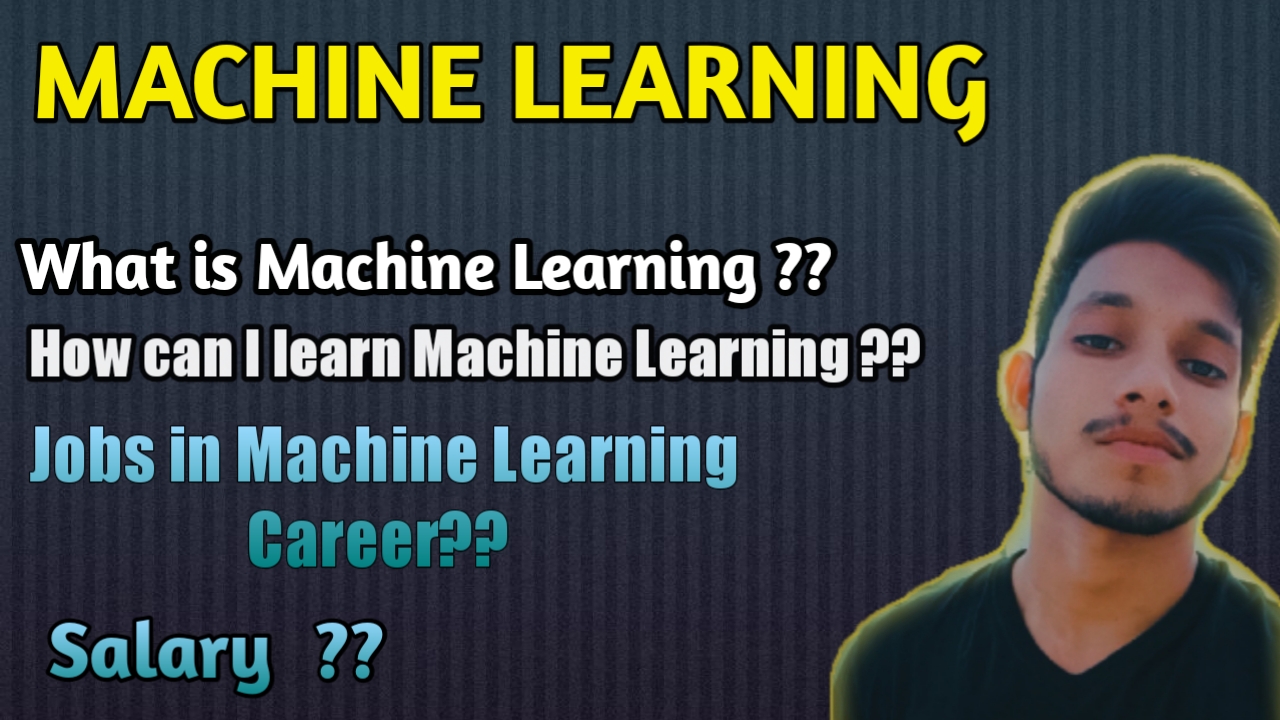 MACHINE LEARNING
What is Machine Learning ??
How can I learn Machine Learning ??
Jobs in Machine Learning
Career??
Salary ??